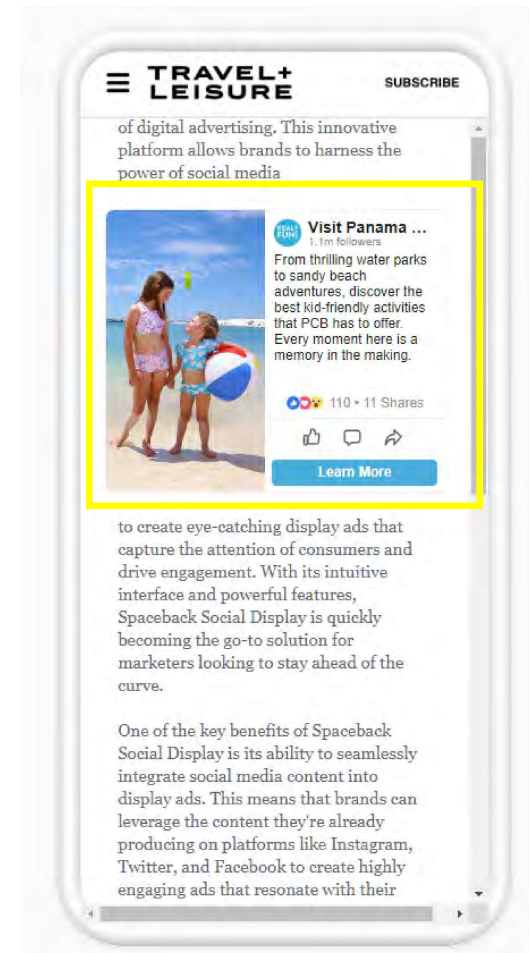 TRAVEL+
LEISURE
SUBSCRIBE
of digital advertising. This innovative
platform allows brands to harness the
power of social media
REAL FUN!
Visit Panama ...
1.1m followers
From thrilling water parks
to sandy beach
adventures, discover the
best kid-friendly activities
that PCB has to offer.
Every moment here is a
memory in the making.
110 • 11 Shares
Learn More
to create eye-catching display ads that
capture the attention of consumers and
drive engagement. With its intuitive
interface and powerful features,
Spaceback Social Display is quickly
becoming the go-to solution for
marketers looking to stay ahead of the
curve.
One of the key benefits of Spaceback
Social Display is its ability to seamlessly
integrate social media content into
display ads. This means that brands can
leverage the content they're already
producing on platforms like Instagram,
Twitter, and Facebook to create highly
engaging ads that resonate with their